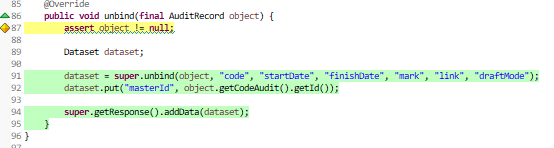 85 @Override
86 public void unbind(final AuditRecord object) {
87 assert object != null;
88
89 Dataset dataset;
90
91 dataset = super.unbind(object, "code", "startDate", "finishDate", "mark", "link", "draftMode");
92 dataset.put("masterId", object.getCodeAudit().getId());
93
94 super.getResponse().addData(dataset);
95 }
96 }
97